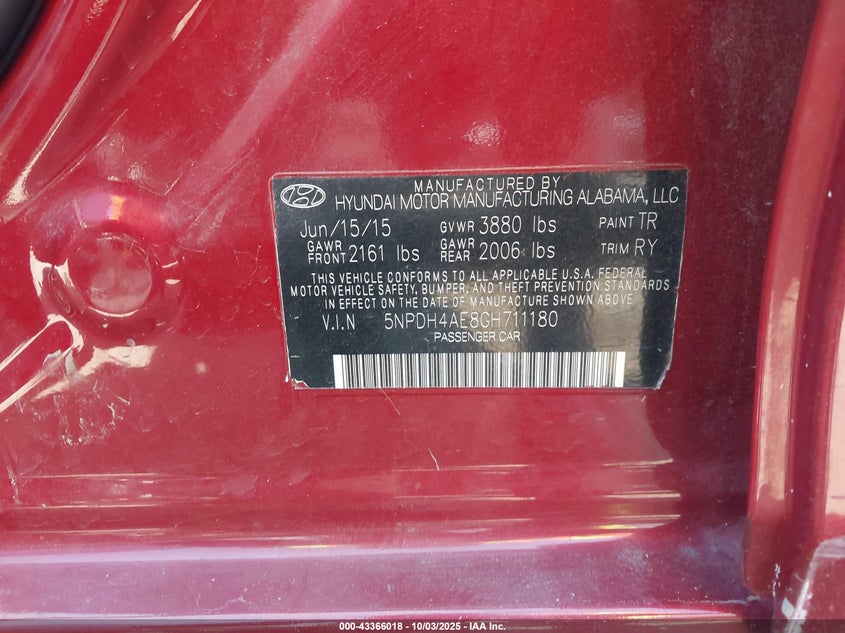 MANUFACTURED BY
HYUNDAI MOTOR MANUFACTURING ALABAMA, LLC
Jun/15/15 GVWR 3880 lbs PAINT TR
GAWR FRONT 2161 lbs GAWR REAR 2006 lbs TRIM RY
THIS VEHICLE CONFORMS TO ALL APPLICABLE U.S.A. FEDERAL
MOTOR VEHICLE SAFETY, BUMPER, AND THEFT PREVENTION STANDARDS
IN EFFECT ON THE DATE OF MANUFACTURE SHOWN ABOVE
V.I.N 5NPDH4AE8GH711180
PASSENGER CAR
000-43366018 - 10/03/2025 - IAA Inc.